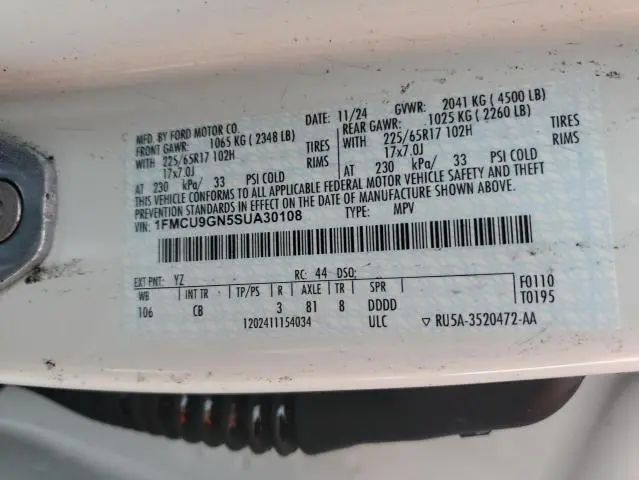 MFD. BY FORD MOTOR CO.
DATE: 11/24 GVWR: 2041 KG ( 4500 LB)
FRONT GAWR: 1065 KG ( 2348 LB)
REAR GAWR: 1025 KG ( 2260 LB)
WITH 225/65R17 102H TIRES
WITH 225/65R17 102H TIRES
17x7.0J RIMS
17x7.0J RIMS
AT 230 kPa/ 33 PSI COLD
AT 230 kPa/ 33 PSI COLD
THIS VEHICLE CONFORMS TO ALL APPLICABLE FEDERAL MOTOR VEHICLE SAFETY AND THEFT
PREVENTION STANDARDS IN EFFECT ON THE DATE OF MANUFACTURE SHOWN ABOVE.
VIN: 1FMCU9GN5SUA30108 TYPE: MPV
EXT PNT: YZ RC: 44 DSO: F0110
WB INT TR TP/PS R AXLE TR SPR T0195
106 CB 3 81 8 DDDD
120241115​4034 ULC ▽ RU5A-3520472-AA